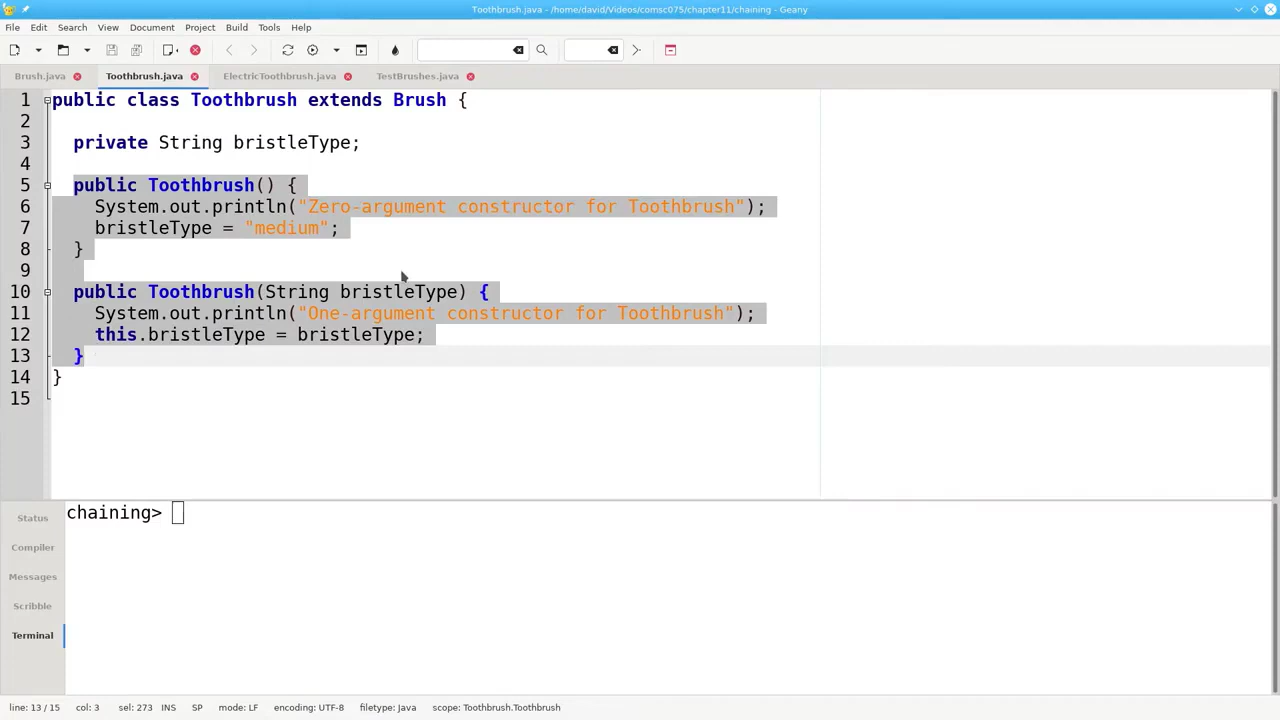 Toothbrush.java - /home/david/Videos/comsc075/chapter11/chaining - Geany
File Edit Search View Document Project Build Tools Help
Brush.java Toothbrush.java ElectricToothbrush.java TestBrushes.java
1 public class Toothbrush extends Brush {
2
3 private String bristleType;
4
5 public Toothbrush() {
6 System.out.println("Zero-argument constructor for Toothbrush");
7 bristleType = "medium";
8 }
9
10 public Toothbrush(String bristleType) {
11 System.out.println("One-argument constructor for Toothbrush");
12 this.bristleType = bristleType;
13 }
14 }
15
chaining>
Status
Compiler
Messages
Scribble
Terminal
line: 13 / 15 col: 3 sel: 273 INS SP mode: LF encoding: UTF-8 filetype: Java scope: Toothbrush.Toothbrush